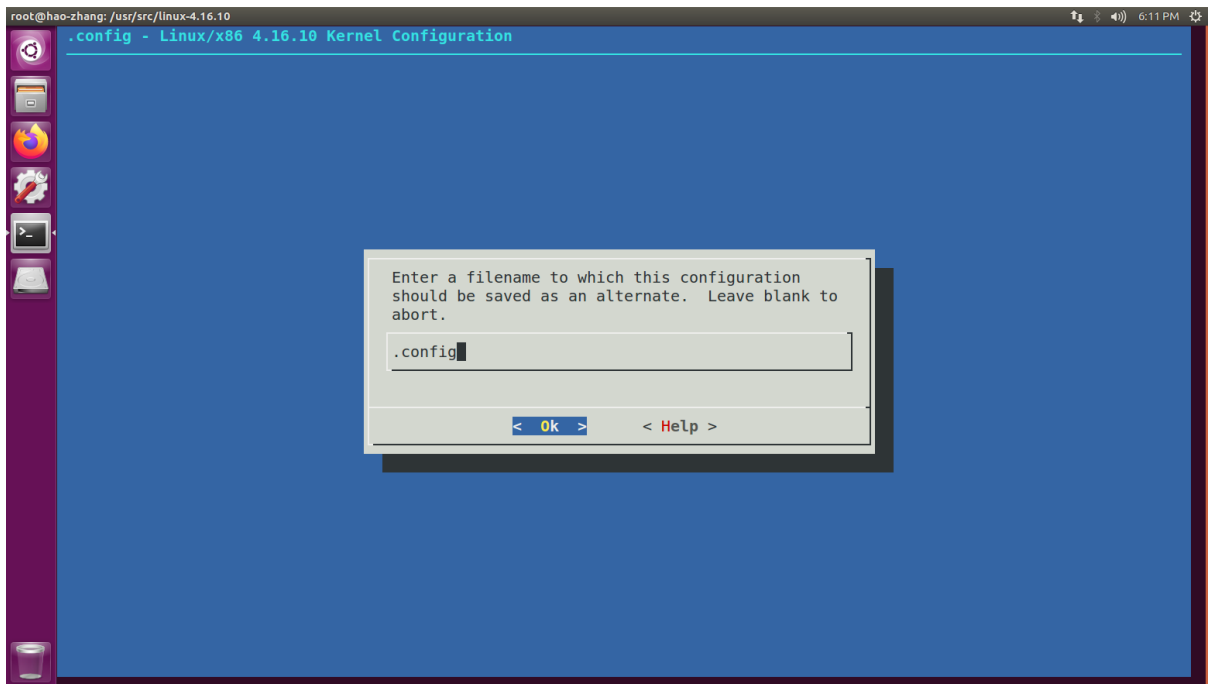 root@hao-zhang: /usr/src/linux-4.16.10
6:11 PM
.config - Linux/x86 4.16.10 Kernel Configuration
Enter a filename to which this configuration
should be saved as an alternate.  Leave blank to
abort.
.config
<  Ok  >      < Help >